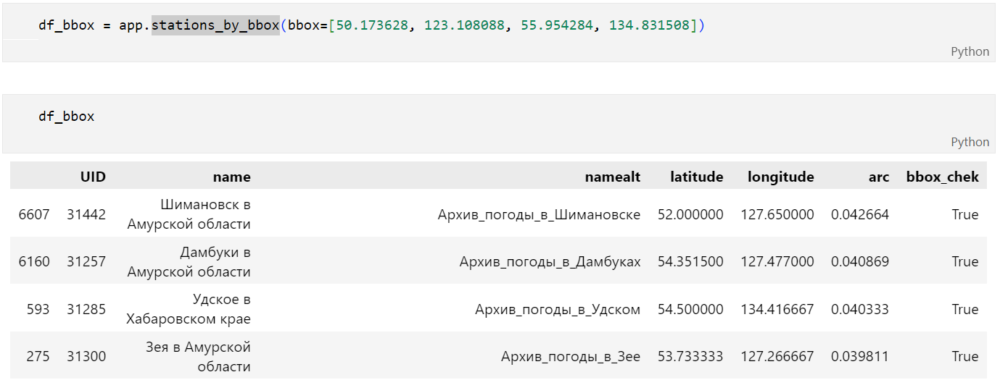 df_bbox = app.stations_by_bbox(bbox=[50.173628, 123.108088, 55.954284, 134.831508])
Python
df_bbox
Python
UID name namealt latitude longitude arc bbox_chek
6607 31442 Шимановск в Амурской области Архив_погоды_в_Шимановске 52.000000 127.650000 0.042664 True
6160 31257 Дамбуки в Амурской области Архив_погоды_в_Дамбуках 54.351500 127.477000 0.040869 True
593 31285 Удское в Хабаровском крае Архив_погоды_в_Удском 54.500000 134.416667 0.040333 True
275 31300 Зея в Амурской области Архив_погоды_в_Зее 53.733333 127.266667 0.039811 True